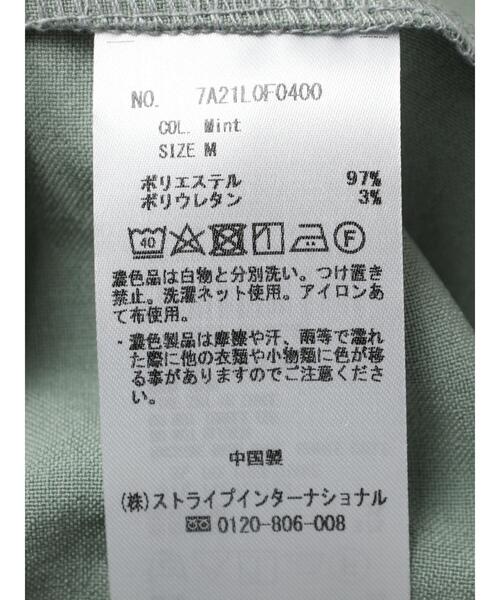 NO. 7A21L0F0400
COL. Mint
SIZE M
ポリエステル 97%
ポリウレタン 3%
40 F
濃色品は白物と分別洗い。つけ置き
禁止。洗濯ネット使用。アイロンあ
て布使用。
・濃色製品は摩擦や汗、雨等で濡れ
た際に他の衣類や小物類に色が移
る事がありますのでご注意くださ
い。
中国製
(株)ストライプインターナショナル
0120-806-008